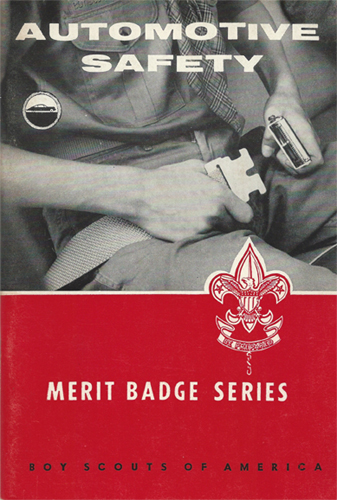 AUTOMOTIVE
SAFETY
BE PREPARED
MERIT BADGE SERIES
BOY SCOUTS OF AMERICA